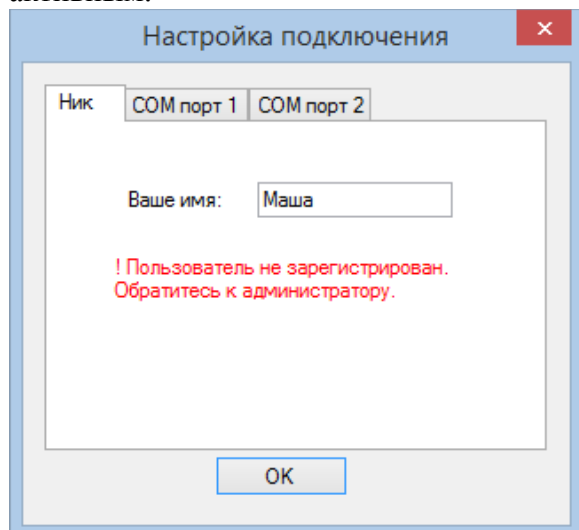 Настройка подключения
Ник COM порт 1 COM порт 2
Ваше имя: Маша
! Пользователь не зарегистрирован.
Обратитесь к администратору.
OK